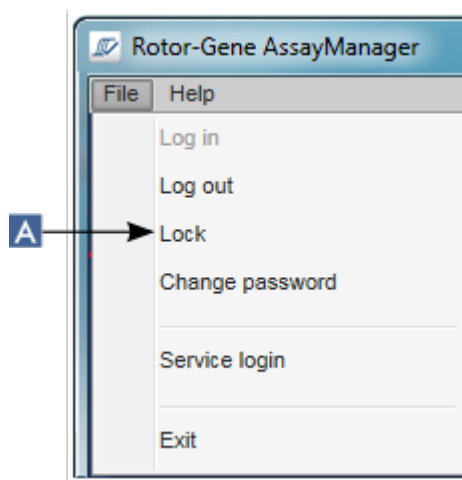 Rotor-Gene AssayManager
File Help
Log in
Log out
A Lock
Change password
Service login
Exit